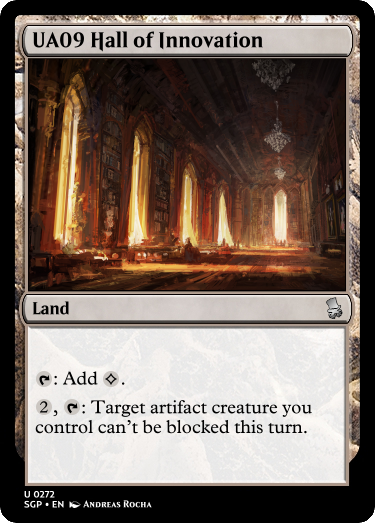 UA09 Hall of Innovation
Land
: Add .
2, : Target artifact creature you
control can't be blocked this turn.
U 0272
SGP • EN Andreas Rocha